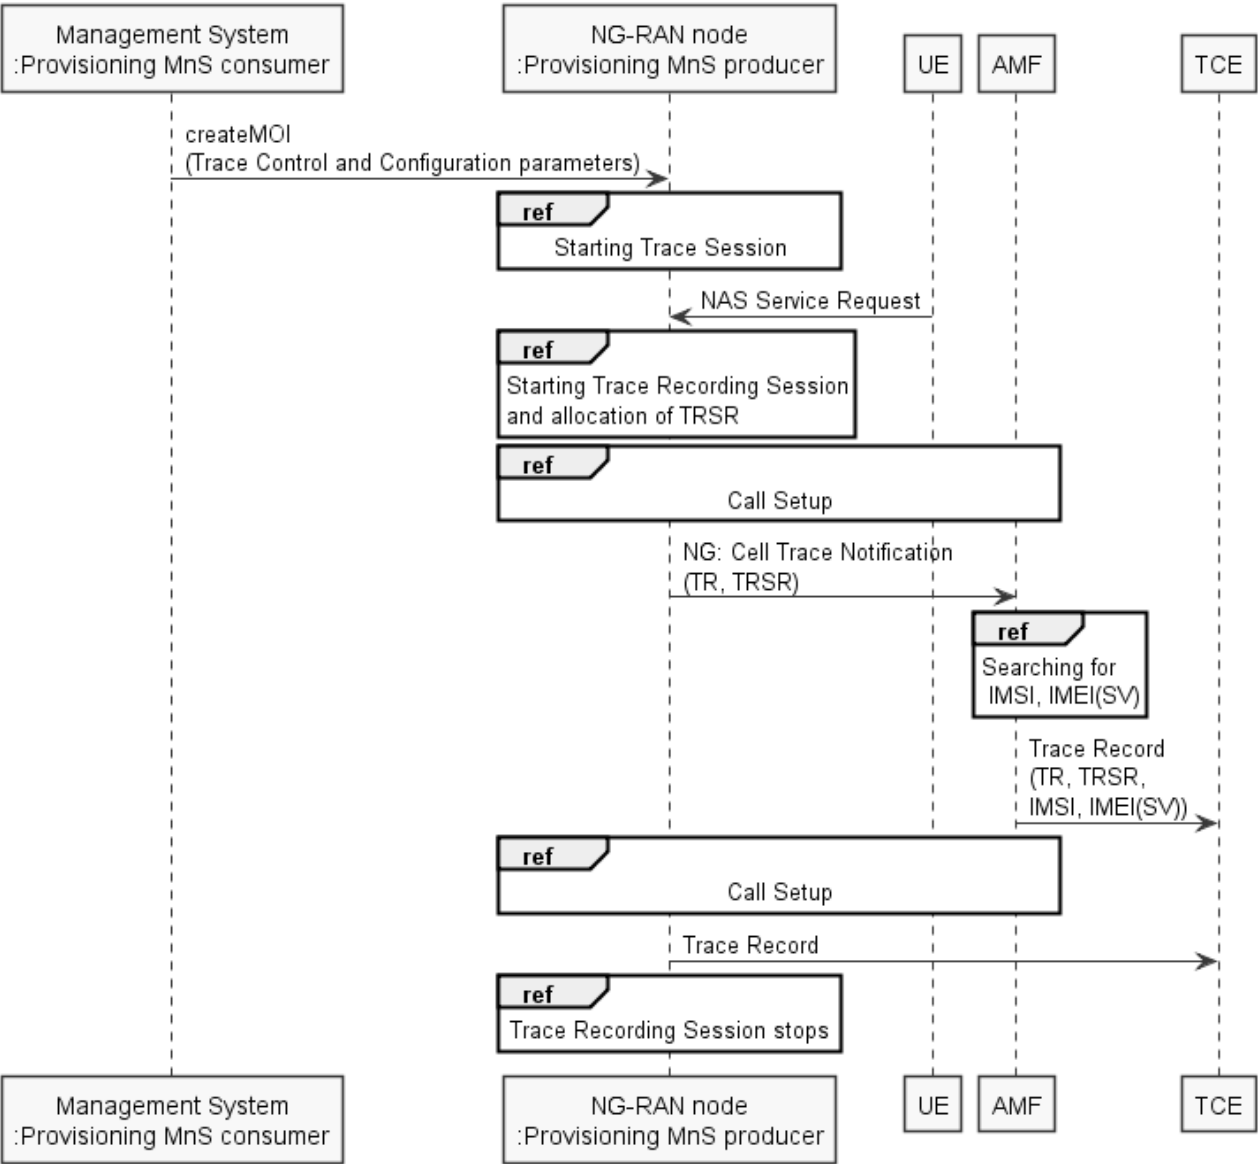 Management System
:Provisioning MnS consumer
NG-RAN node
:Provisioning MnS producer
UE
AMF
TCE
createMOI
(Trace Control and Configuration parameters)
ref
Starting Trace Session
NAS Service Request
ref
Starting Trace Recording Session
and allocation of TRSR
ref
Call Setup
NG: Cell Trace Notification
(TR, TRSR)
ref
Searching for
IMSI, IMEI(SV)
Trace Record
(TR, TRSR,
IMSI, IMEI(SV))
ref
Call Setup
Trace Record
ref
Trace Recording Session stops
Management System
:Provisioning MnS consumer
NG-RAN node
:Provisioning MnS producer
UE
AMF
TCE